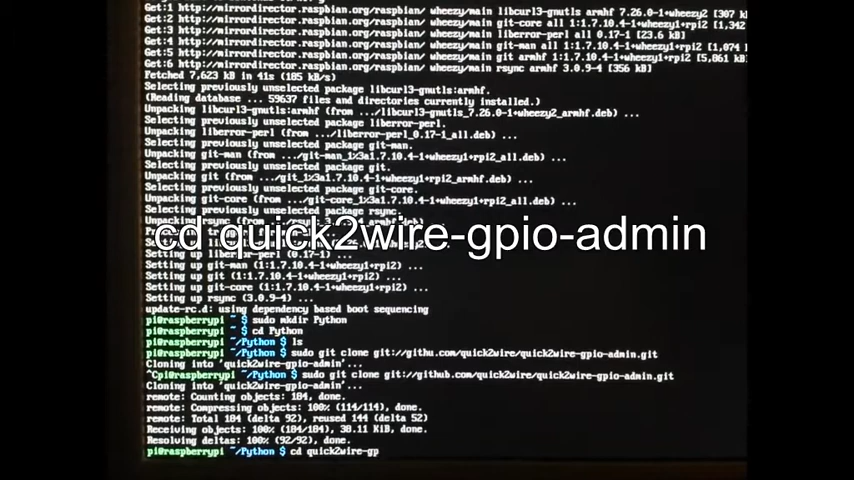 Get:1 http://mirrordirector.raspbian.org/raspbian/ wheezy/main libcurl3-gnutls armhf 7.26.0-1+wheezy2 [307 k
Get:2 http://mirrordirector.raspbian.org/raspbian/ wheezy/main git-core all 1:1.7.10.4-1+wheezy1+rpi2 [1,342
Get:3 http://mirrordirector.raspbian.org/raspbian/ wheezy/main liberror-perl all 0.17-1 [23.6 kB]
Get:4 http://mirrordirector.raspbian.org/raspbian/ wheezy/main git-man all 1:1.7.10.4-1+wheezy1+rpi2 [1,074 k
Get:5 http://mirrordirector.raspbian.org/raspbian/ wheezy/main git armhf 1:1.7.10.4-1+wheezy1+rpi2 [5,861 kB]
Get:6 http://mirrordirector.raspbian.org/raspbian/ wheezy/main rsync armhf 3.0.9-4 [356 kB]
Fetched 7,623 kB in 41s (185 kB/s)
Selecting previously unselected package libcurl3-gnutls:armhf.
(Reading database ... 59637 files and directories currently installed.)
Unpacking libcurl3-gnutls:armhf (from .../libcurl3-gnutls_7.26.0-1+wheezy2_armhf.deb) ...
Selecting previously unselected package liberror-perl.
Unpacking liberror-perl (from .../liberror-perl_0.17-1_all.deb) ...
Selecting previously unselected package git-man.
Unpacking git-man (from .../git-man_1%3a1.7.10.4-1+wheezy1+rpi2_all.deb) ...
Selecting previously unselected package git.
Unpacking git (from .../git_1%3a1.7.10.4-1+wheezy1+rpi2_armhf.deb) ...
Selecting previously unselected package git-core.
Unpacking git-core (from .../git-core_1%3a1.7.10.4-1+wheezy1+rpi2_all.deb) ...
Selecting previously unselected package rsync.
Unpacking rsync (from
cd quick2wire-gpio-admin
Setting up liberror-perl (0.17-1) ...
Setting up git-man (1:1.7.10.4-1+wheezy1+rpi2) ...
Setting up git (1:1.7.10.4-1+wheezy1+rpi2) ...
Setting up git-core (1:1.7.10.4-1+wheezy1+rpi2) ...
Setting up rsync (3.0.9-4) ...
update-rc.d: using dependency based boot sequencing
pi@raspberrypi ~ $ sudo mkdir Python
pi@raspberrypi ~ $ cd Python
pi@raspberrypi ~/Python $ ls
pi@raspberrypi ~/Python $ sudo git clone git://githu.com/quick2wire/quick2wire-gpio-admin.git
Cloning into 'quick2wire-gpio-admin'...
^Cpi@raspberrypi ~/Python $ sudo git clone git://github.com/quick2wire/quick2wire-gpio-admin.git
Cloning into 'quick2wire-gpio-admin'...
remote: Counting objects: 184, done.
remote: Compressing objects: 100% (114/114), done.
remote: Total 184 (delta 92), reused 144 (delta 52)
Receiving objects: 100% (184/184), 38.11 KiB, done.
Resolving deltas: 100% (92/92), done.
pi@raspberrypi ~/Python $ cd quick2wire-gp